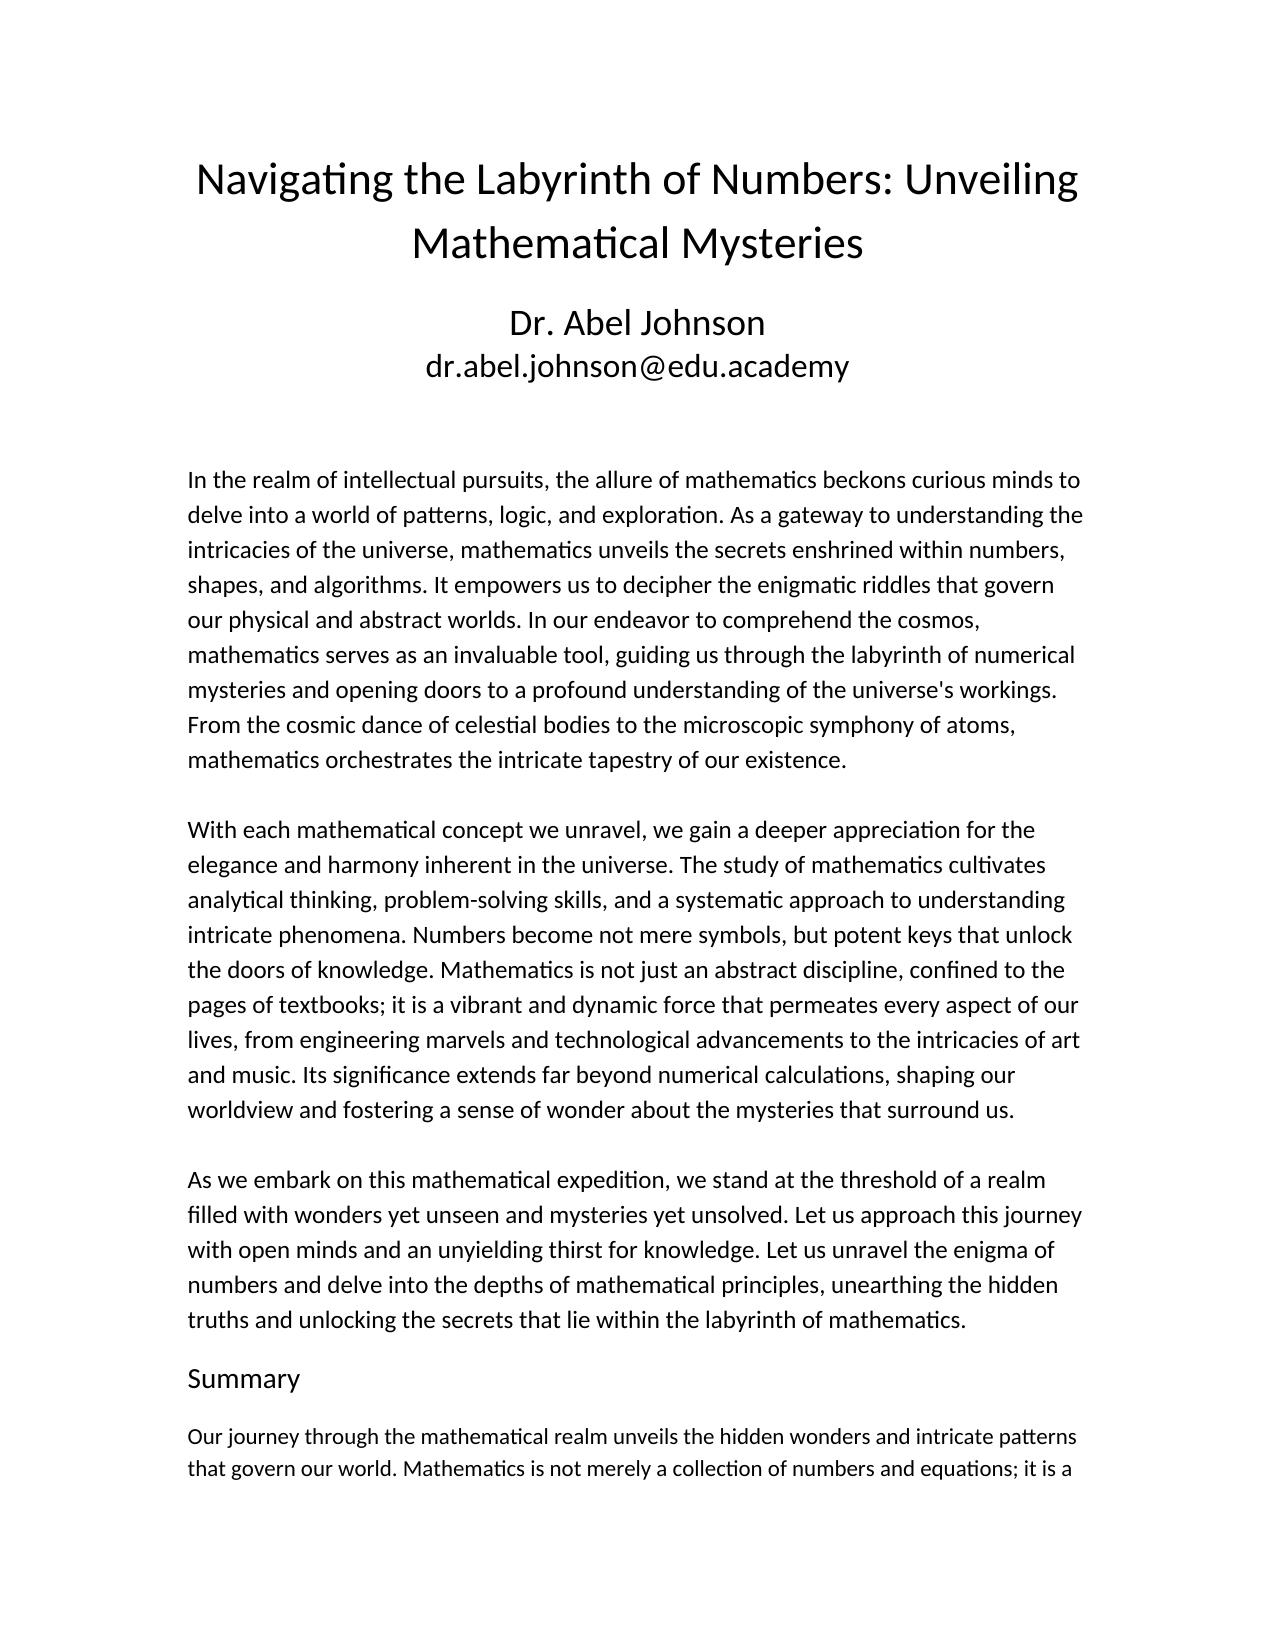 Navigating the Labyrinth of Numbers: Unveiling
Mathematical Mysteries
Dr. Abel Johnson
dr.abel.johnson@edu.academy
In the realm of intellectual pursuits, the allure of mathematics beckons curious minds to
delve into a world of patterns, logic, and exploration. As a gateway to understanding the
intricacies of the universe, mathematics unveils the secrets enshrined within numbers,
shapes, and algorithms. It empowers us to decipher the enigmatic riddles that govern
our physical and abstract worlds. In our endeavor to comprehend the cosmos,
mathematics serves as an invaluable tool, guiding us through the labyrinth of numerical
mysteries and opening doors to a profound understanding of the universe's workings.
From the cosmic dance of celestial bodies to the microscopic symphony of atoms,
mathematics orchestrates the intricate tapestry of our existence.
With each mathematical concept we unravel, we gain a deeper appreciation for the
elegance and harmony inherent in the universe. The study of mathematics cultivates
analytical thinking, problem-solving skills, and a systematic approach to understanding
intricate phenomena. Numbers become not mere symbols, but potent keys that unlock
the doors of knowledge. Mathematics is not just an abstract discipline, confined to the
pages of textbooks; it is a vibrant and dynamic force that permeates every aspect of our
lives, from engineering marvels and technological advancements to the intricacies of art
and music. Its significance extends far beyond numerical calculations, shaping our
worldview and fostering a sense of wonder about the mysteries that surround us.
As we embark on this mathematical expedition, we stand at the threshold of a realm
filled with wonders yet unseen and mysteries yet unsolved. Let us approach this journey
with open minds and an unyielding thirst for knowledge. Let us unravel the enigma of
numbers and delve into the depths of mathematical principles, unearthing the hidden
truths and unlocking the secrets that lie within the labyrinth of mathematics.
Summary
Our journey through the mathematical realm unveils the hidden wonders and intricate patterns
that govern our world. Mathematics is not merely a collection of numbers and equations; it is a